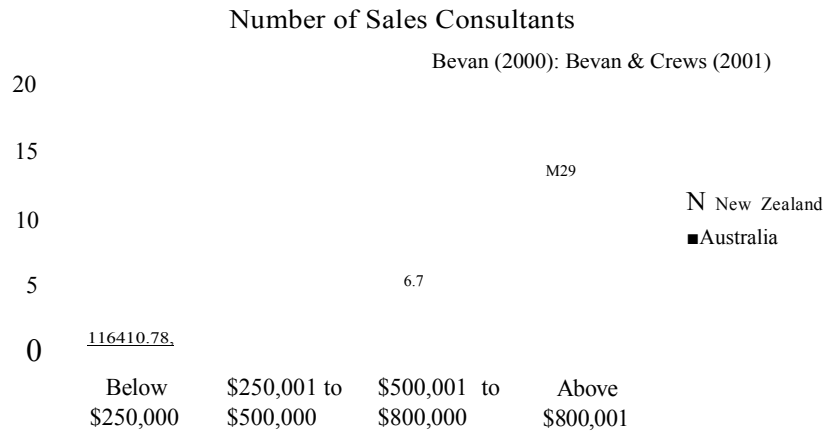 Number of Sales Consultants
Bevan (2000): Bevan & Crews (2001)
20
15
M29
N New Zealand
10
■Australia
5
6.7
116410.78,
0
Below $250,001 to $500,001 to Above
$250,000 $500,000 $800,000 $800,001